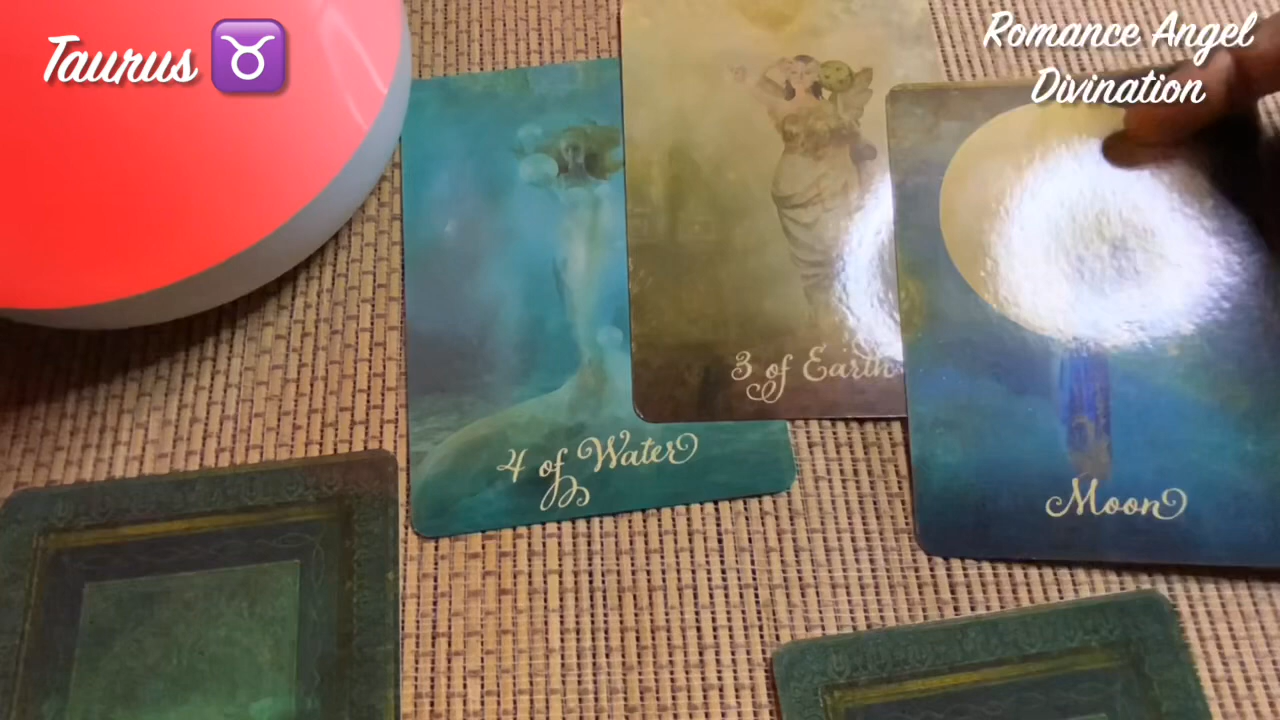 Taurus ♉
Romance Angel
Divination
3 of Earth
4 of Water
Moon